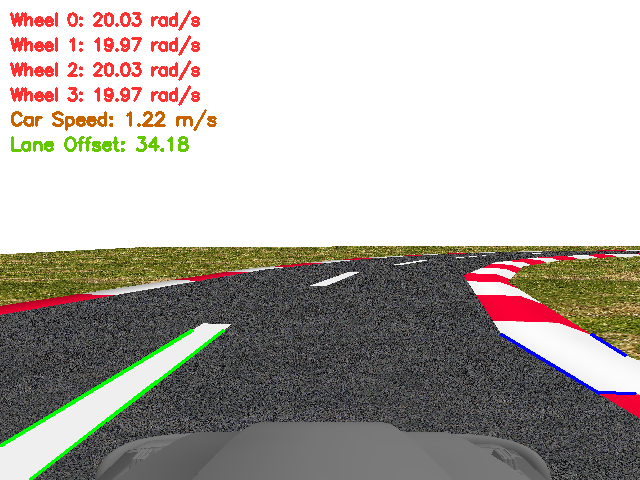 Wheel 0: 20.03 rad/s
Wheel 1: 19.97 rad/s
Wheel 2: 20.03 rad/s
Wheel 3: 19.97 rad/s
Car Speed: 1.22 m/s
Lane Offset: 34.18